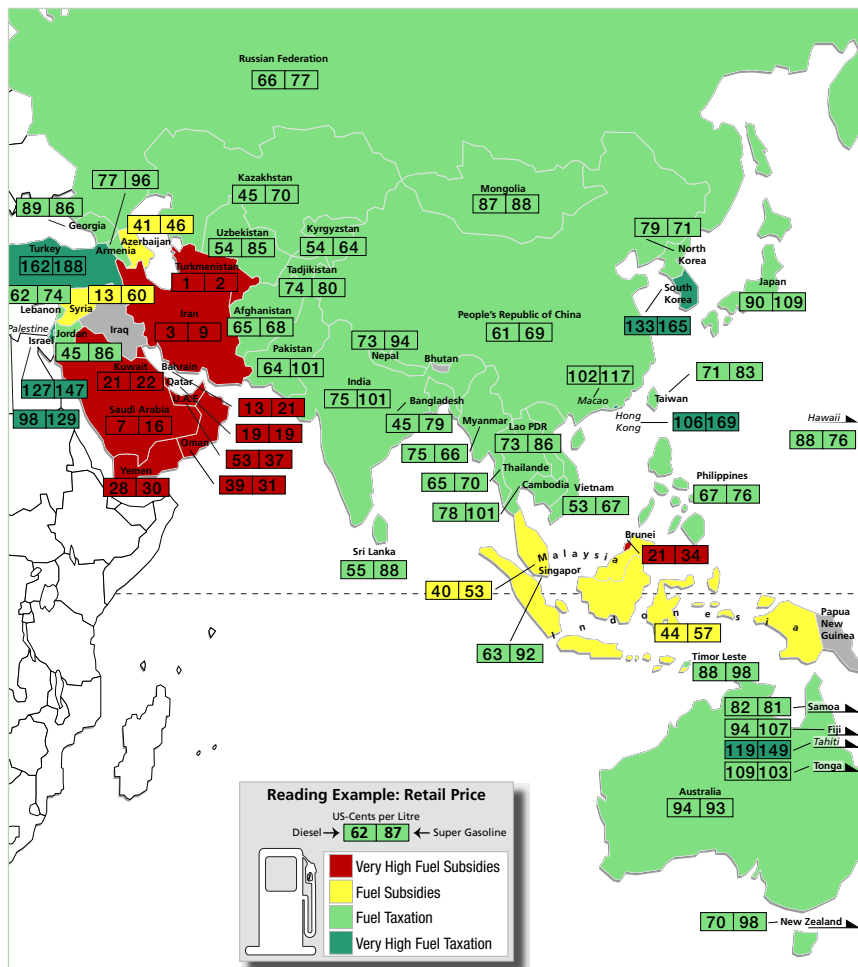 Russian Federation
66 77
77 96
Kazakhstan
45 70
Mongolia
87 88
89 86
Georgia
41 46
Azerbaijan
Armenia
Uzbekistan
54 85
Kyrgyzstan
54 64
79 71
North
Korea
Turkey
162 188
Turkmenistan
1 2
Tadjikistan
74 80
Japan
90 109
South
Korea
133 165
62 74
Lebanon
13 60
Syria
Iran
3 9
Afghanistan
65 68
People's Republic of China
61 69
Palestine
Israel
Iraq
Jordan
45 86
Pakistan
64 101
73 94
Nepal
Bhutan
Kuwait
21 22
Bahrain
Qatar
U.A.E
127 147
98 129
India
75 101
102 117
Macao
71 83
Taiwan
Saudi Arabia
7 16
13 21
Bangladesh
45 79
Myanmar
Lao PDR
73 86
Hong
Kong
106 169
Hawaii
88 76
Oman
19 19
75 66
53 37
Thailande
65 70
Yemen
28 30
39 31
Cambodia
78 101
Vietnam
53 67
Philippines
67 76
Sri Lanka
55 88
Brunei
21 34
Malaysia
Singapor
40 53
Indonesia
44 57
Papua
New
Guinea
63 92
Timor Leste
88 98
82 81 Samoa
94 107 Fiji
119 149 Tahiti
109 103 Tonga
Australia
94 93
70 98 New Zealand
Reading Example: Retail Price
US-Cents per Litre
Diesel 62 87 Super Gasoline
Very High Fuel Subsidies
Fuel Subsidies
Fuel Taxation
Very High Fuel Taxation